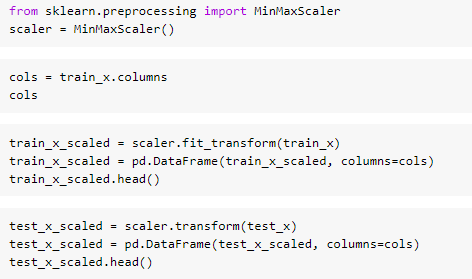 from sklearn.preprocessing import MinMaxScaler
scaler = MinMaxScaler()
cols = train_x.columns
cols
train_x_scaled = scaler.fit_transform(train_x)
train_x_scaled = pd.DataFrame(train_x_scaled, columns=cols)
train_x_scaled.head()
test_x_scaled = scaler.transform(test_x)
test_x_scaled = pd.DataFrame(test_x_scaled, columns=cols)
test_x_scaled.head()